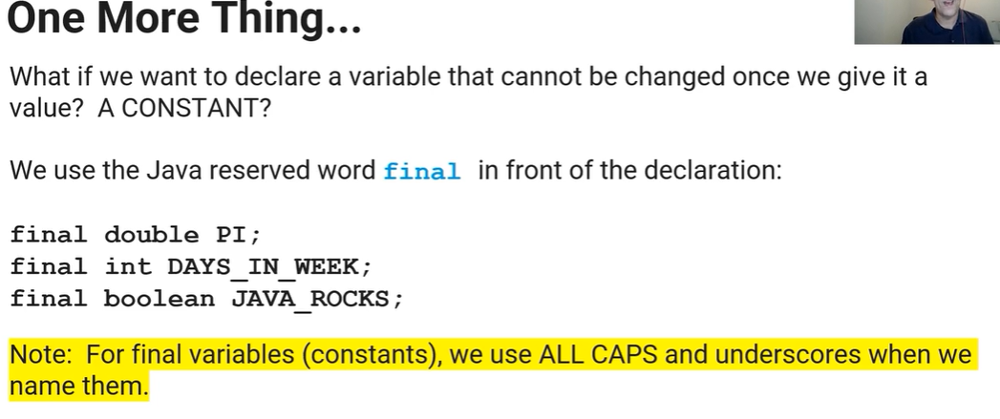 One More Thing...
What if we want to declare a variable that cannot be changed once we give it a
value?  A CONSTANT?
We use the Java reserved word final in front of the declaration:
final double PI;
final int DAYS_IN_WEEK;
final boolean JAVA_ROCKS;
Note:  For final variables (constants), we use ALL CAPS and underscores when we
name them.